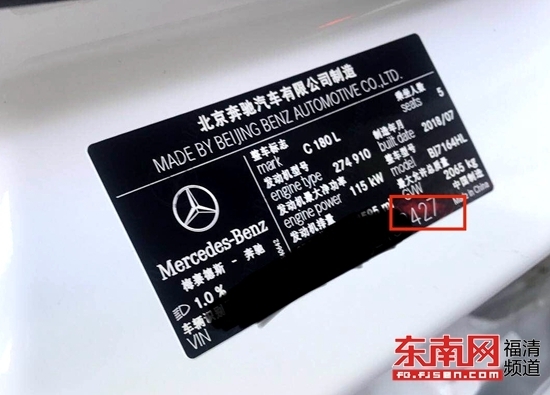 北京奔驰汽车有限公司制造
MADE BY BEIJING BENZ AUTOMOTIVE CO.,LTD.
Mercedes-Benz
梅赛德斯 - 奔驰
1.0 %
车辆识别
VIN
整车标志
mark
C 180 L
发动机型号
engine type
274 910
发动机最大净功率
engine power
115 kW
发动机排量
乘坐人数
seats
5
制造年月
built date
2018/07
整车型号
model
BJ7164HL
最大允许总质量
GVW
2065 kg
中国制造
Made in China
427
东南网
福清
频道
FQ.FJSEN.COM